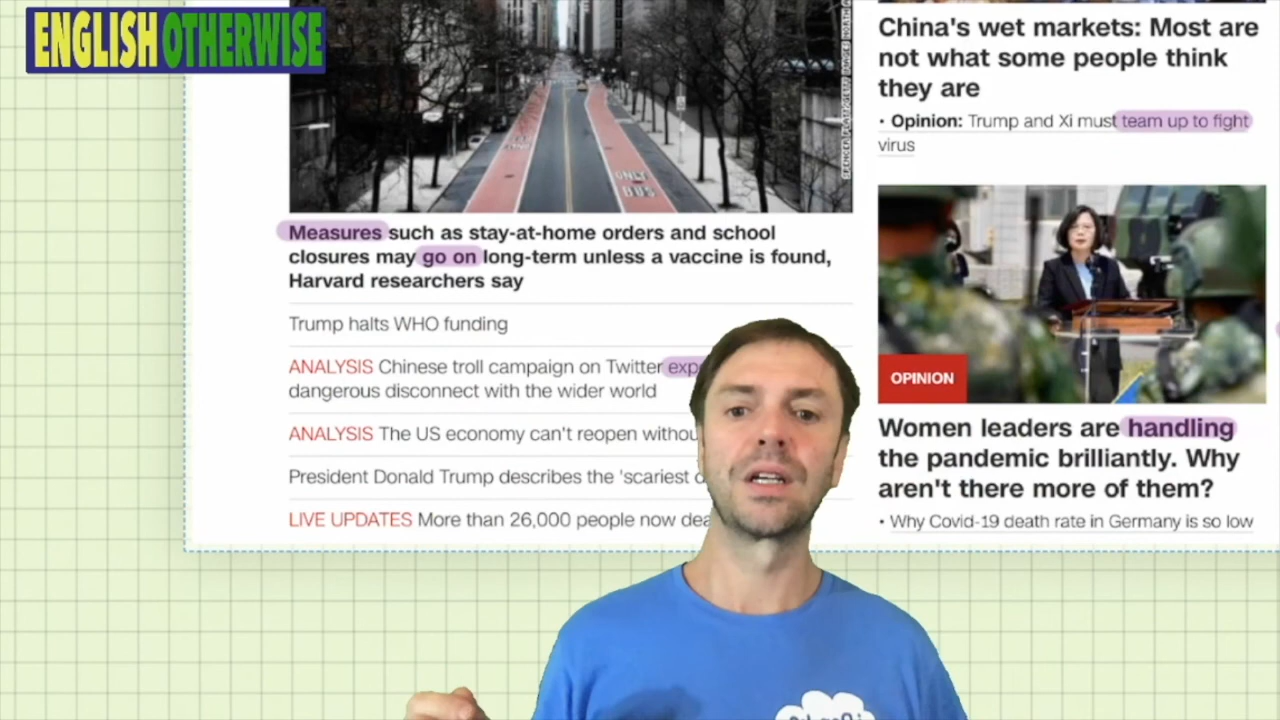 ENGLISH OTHERWISE
ONLY
BUS
Measures such as stay-at-home orders and school
closures may go on long-term unless a vaccine is found,
Harvard researchers say
Trump halts WHO funding
ANALYSIS Chinese troll campaign on Twitter
dangerous disconnect with the wider world
ANALYSIS The US economy can't reopen
President Donald Trump describes the 'scariest
LIVE UPDATES More than 26,000 people now
China's wet markets: Most are
not what some people think
they are
• Opinion: Trump and Xi must team up to fight
virus
OPINION
Women leaders are handling
the pandemic brilliantly. Why
aren't there more of them?
• Why Covid-19 death rate in Germany is so low